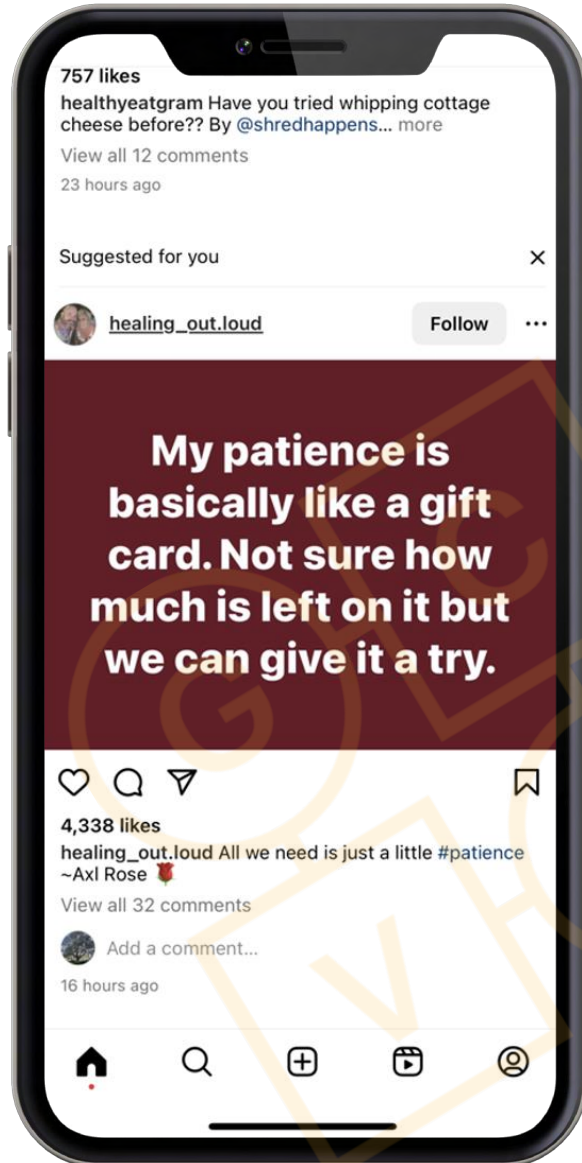 757 likes
healthyeatgram Have you tried whipping cottage
cheese before?? By @shredhappens... more
View all 12 comments
23 hours ago
Suggested for you
healing_out.loud Follow
My patience is
basically like a gift
card. Not sure how
much is left on it but
we can give it a try.
4,338 likes
healing_out.loud All we need is just a little #patience
~Axl Rose 🌹
View all 32 comments
Add a comment...
16 hours ago
G
C
V